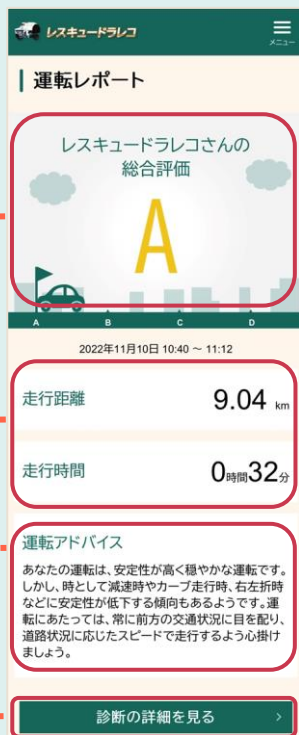 レスキュードラレコ
メニュー
運転レポート
レスキュードラレコさんの
総合評価
A
A B C D
2022年11月10日 10:40 ～ 11:12
走行距離 9.04 km
走行時間 0時間32分
運転アドバイス
あなたの運転は、安定性が高く穏やかな運転です。
しかし、時として減速時やカーブ走行時、右左折時
などに安定性が低下する傾向もあるようです。運
転にあたっては、常に前方の交通状況に目を配り、
道路状況に応じたスピードで走行するよう心掛け
ましょう。
診断の詳細を見る